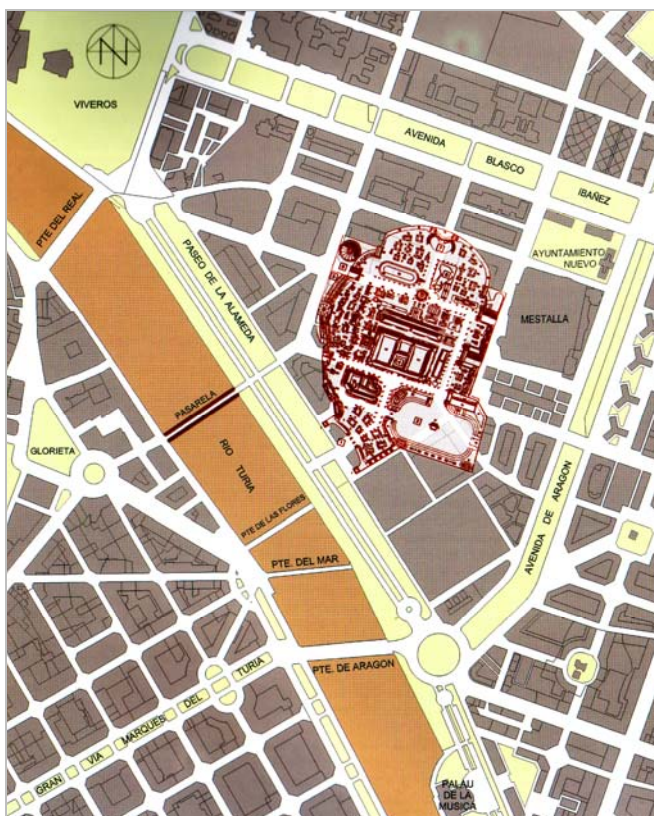 N
VIVEROS
AVENIDA
BLASCO
IBAÑEZ
PTE DEL REAL
PASEO DE LA ALAMEDA
AYUNTAMIENTO
NUEVO
MESTALLA
PASARELA
GLORIETA
RIO TURIA
PTE DE LAS FLORES
AVENIDA DE ARAGON
PTE. DEL MAR
PTE. DE ARAGON
GRAN VIA MARQUES DEL TURIA
PALAU
DE LA
MUSICA